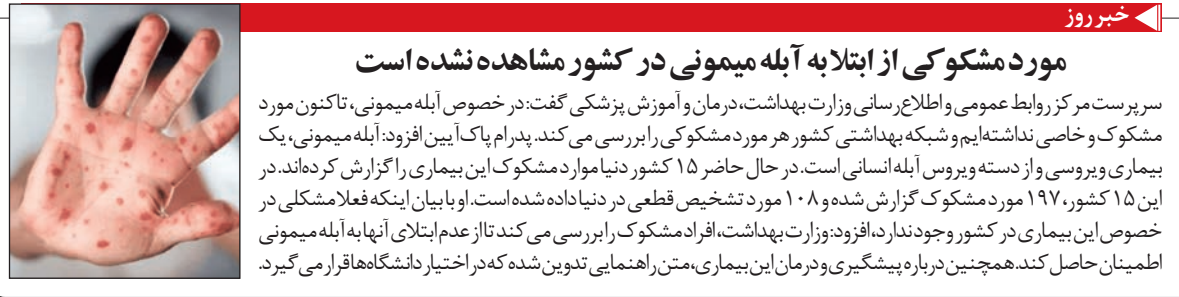 خبر روز
مورد مشکوکی از ابتلا به آبله میمونی در کشور مشاهده نشده است
سرپرست مرکز روابط عمومی و اطلاع‌رسانی وزارت بهداشت، درمان و آموزش پزشکی گفت: در خصوص آبله میمونی، تاکنون مورد
مشکوک و خاصی نداشته‌ایم و شبکه بهداشتی کشور هر مورد مشکوکی را بررسی می‌کند. پدرام پاک‌آیین افزود: آبله میمونی، یک
بیماری ویروسی و از دسته ویروس آبله انسانی است. در حال حاضر ۱۵ کشور دنیا موارد مشکوک این بیماری را گزارش کرده‌اند. در
این ۱۵ کشور، ۱۹۷ مورد مشکوک گزارش شده و ۱۰۸ مورد تشخیص قطعی در دنیا داده شده است. او با بیان اینکه فعلا مشکلی در
خصوص این بیماری در کشور وجود ندارد، افزود: وزارت بهداشت، افراد مشکوک را بررسی می‌کند تا از عدم ابتلای آنها به آبله میمونی
اطمینان حاصل کند. همچنین درباره پیشگیری و درمان این بیماری، متن راهنمایی تدوین شده که در اختیار دانشگاه‌ها قرار می‌گیرد.